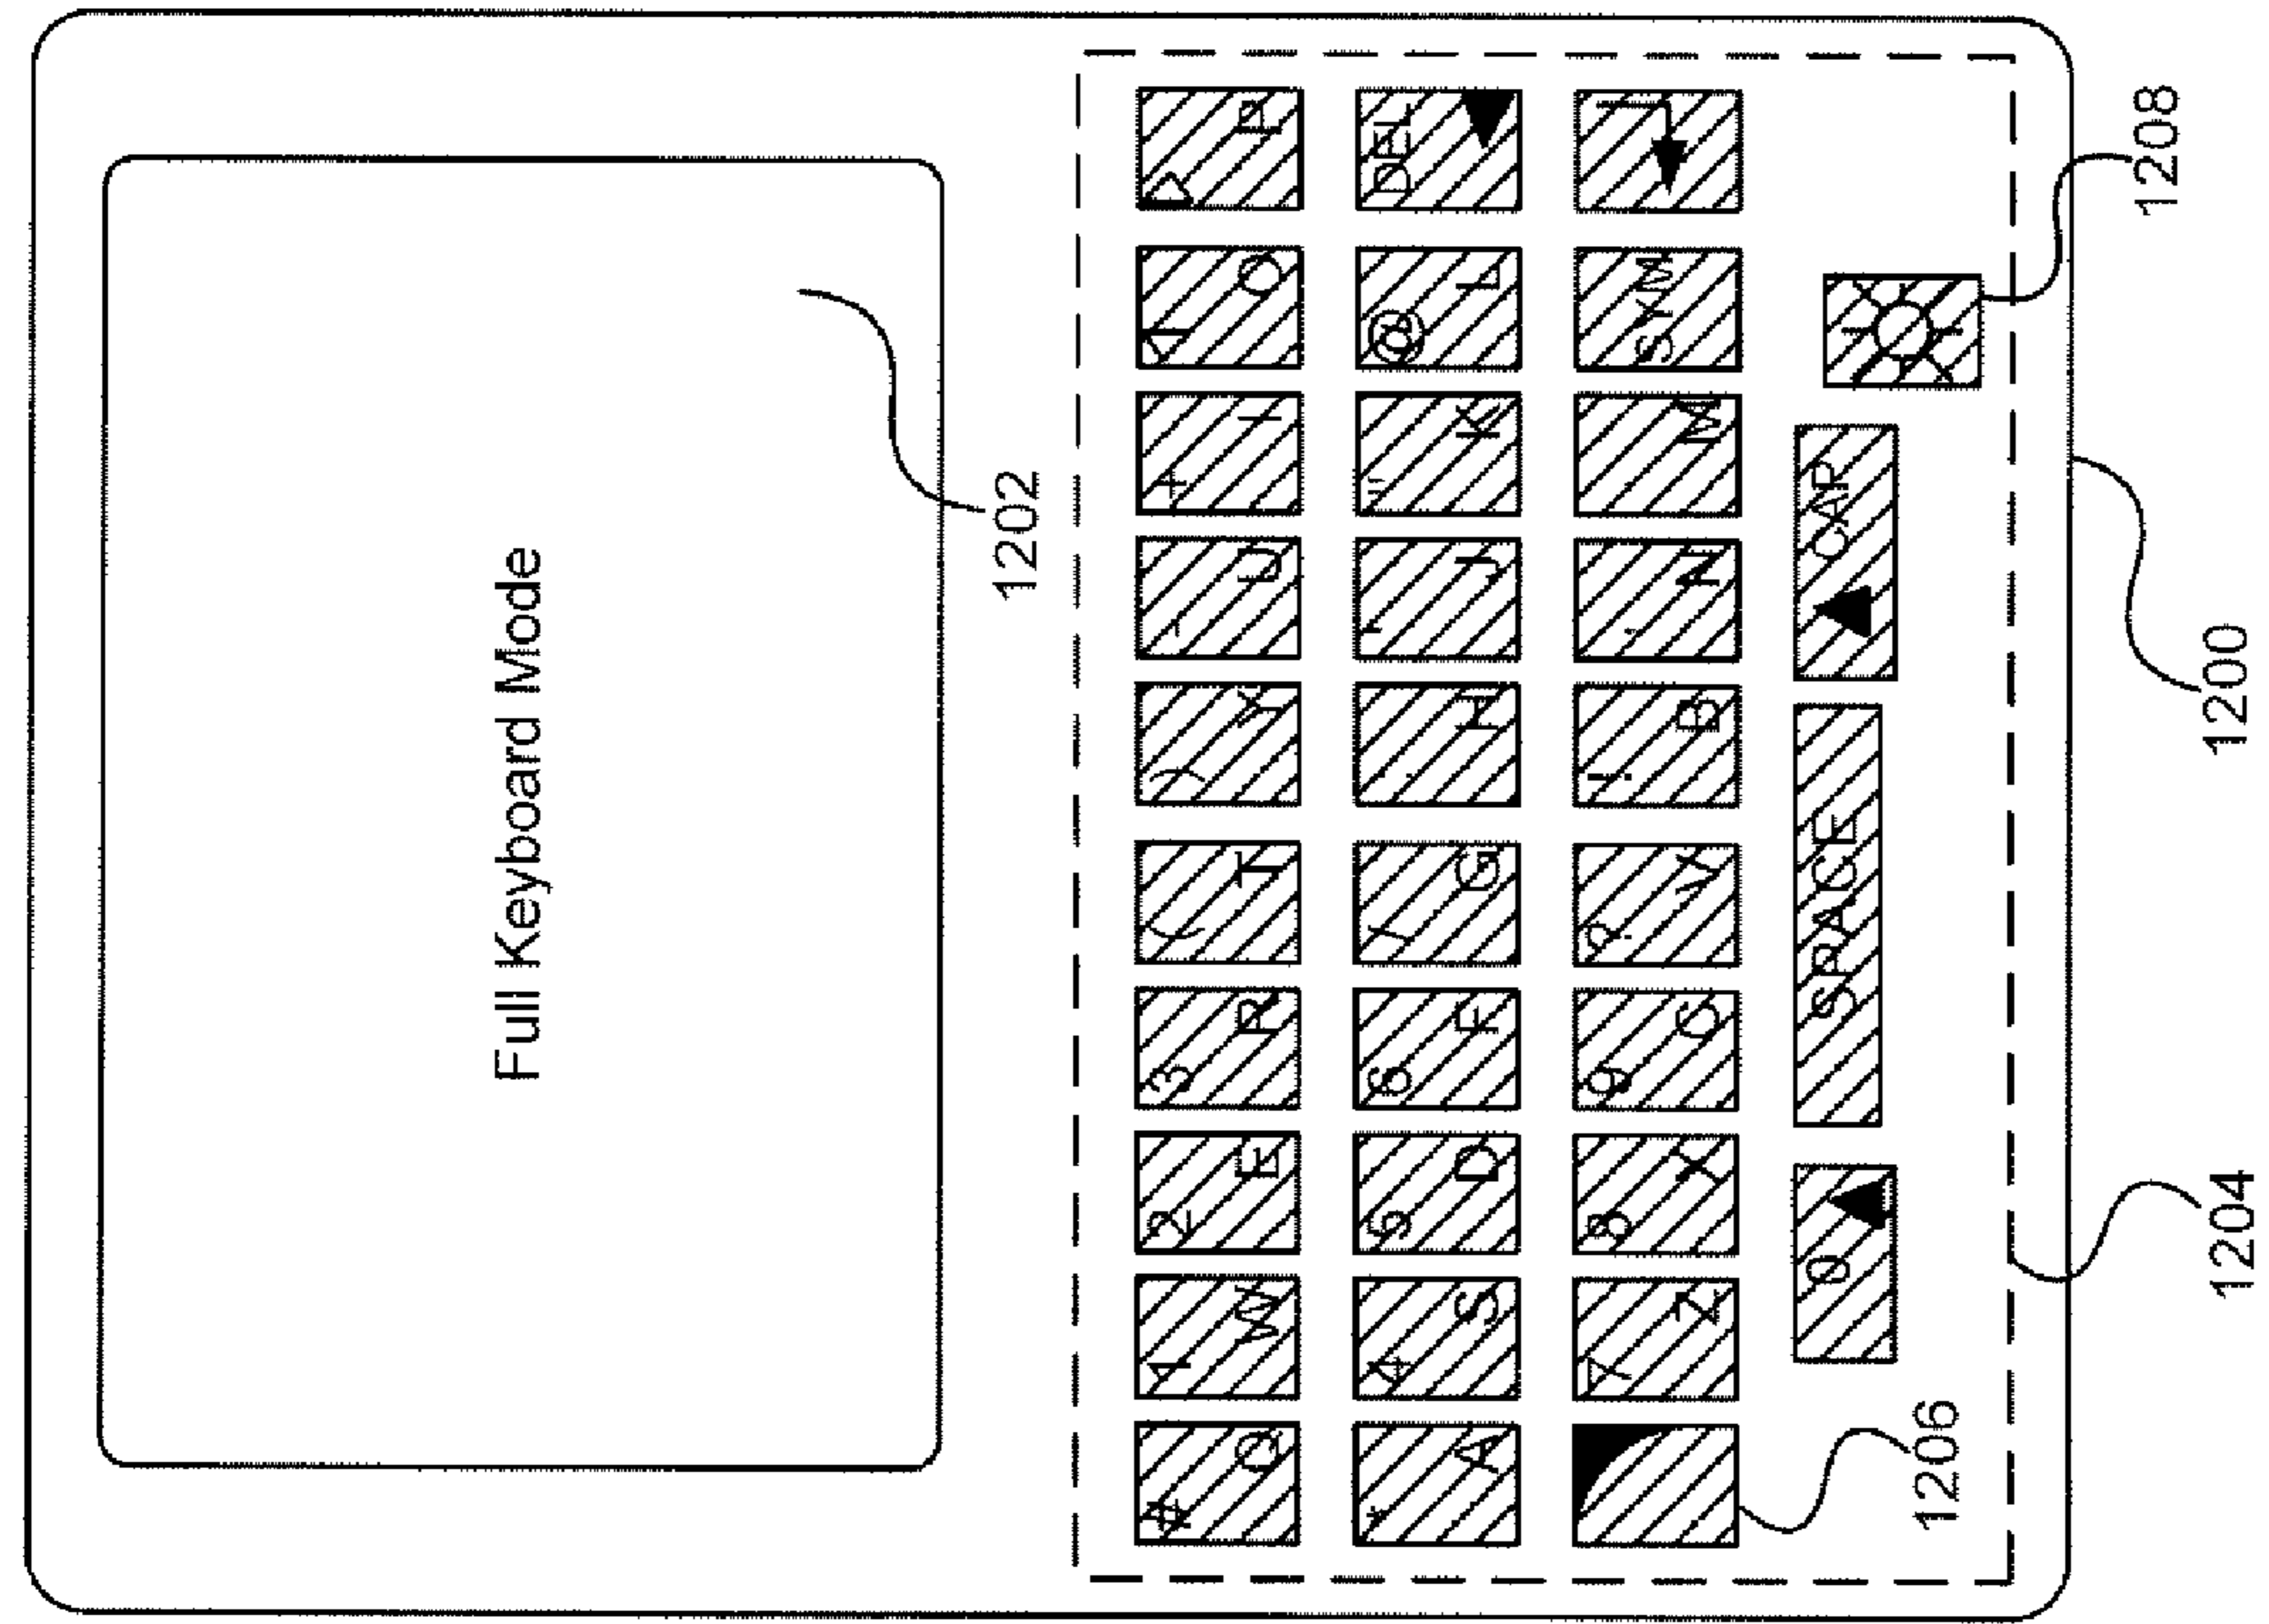 Full Keyboard Mode
1202
# Q 1 W 2 E 3 R ( T ) Y - U + I O P
* A 4 S 5 D 6 F / G H ' J " K @ L DEL
7 Z 8 X 9 C ? V ! B N M SYM
0 SPACE CAP
1206
1208
1204
1200